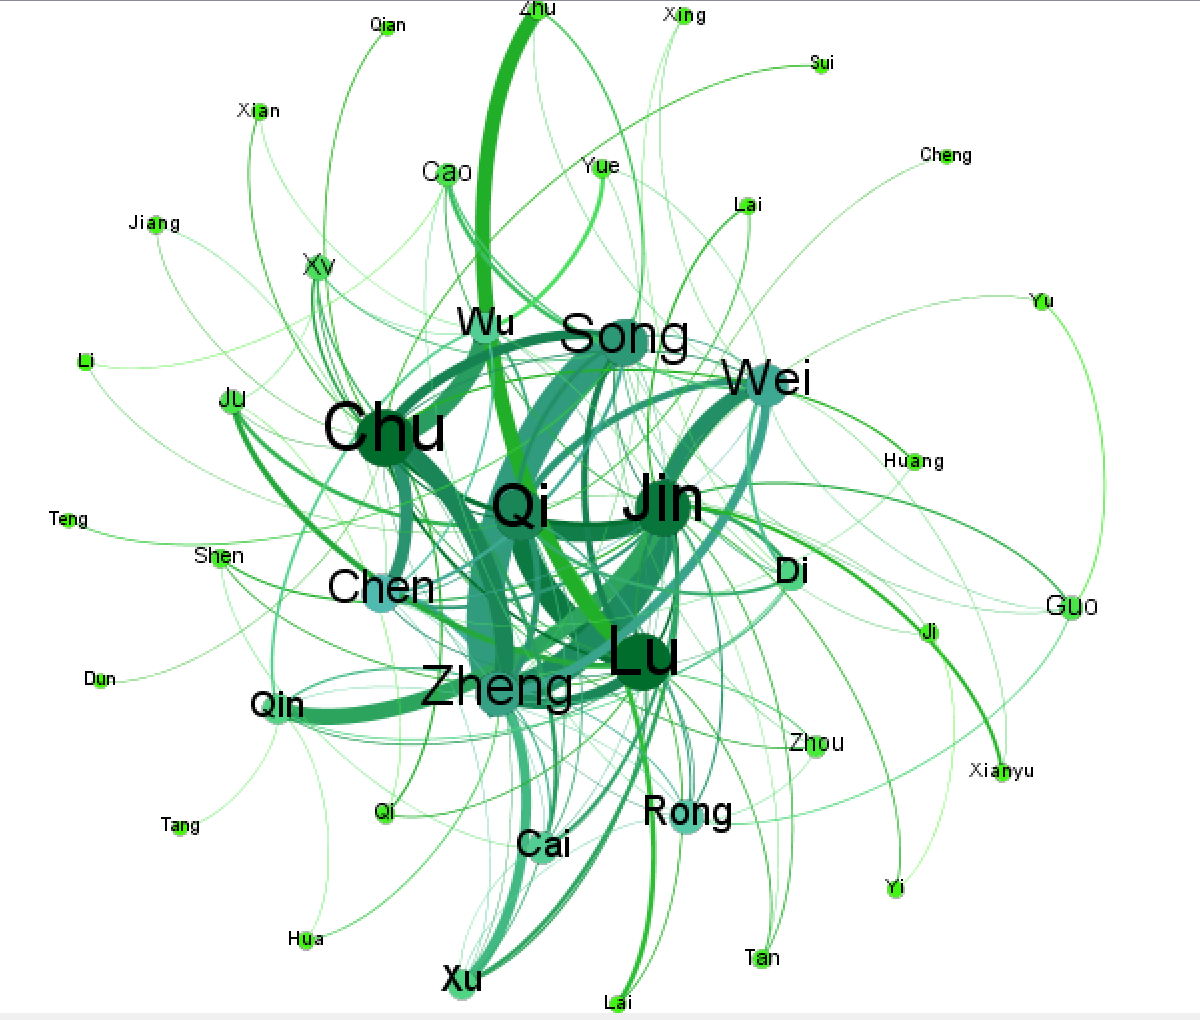 Zhu
Xing
Qian
Sui
Xian
Cheng
Cao
Yue
Lai
Jiang
Xv
Yu
Wu
Song
Li
Wei
Ju
Chu
Huang
Qi
Jin
Teng
Shen
Chen
Di
Guo
Ji
Lu
Dun
Zheng
Qin
Zhou
Xianyu
Qi
Rong
Tang
Cai
Yi
Hua
Tan
Xu
Lai